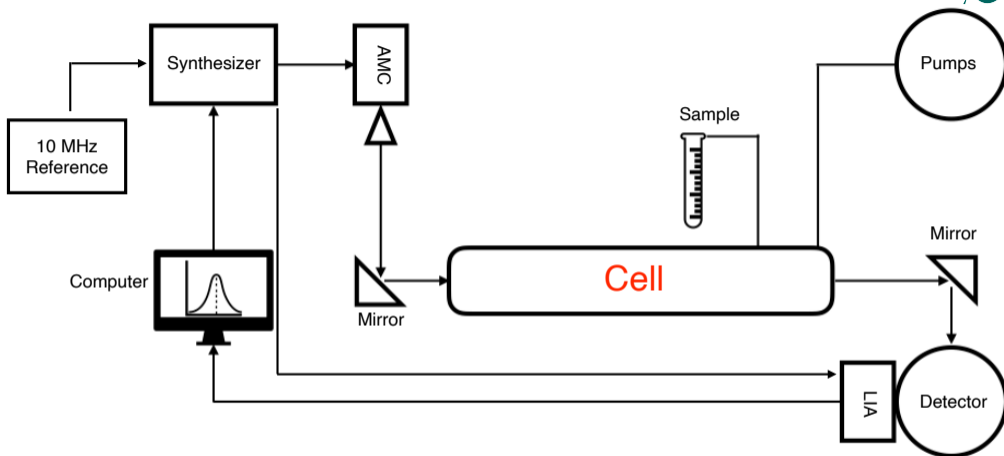 Synthesizer
AMC
Pumps
10 MHz
Reference
Sample
Computer
Mirror
Cell
Mirror
LIA
Detector